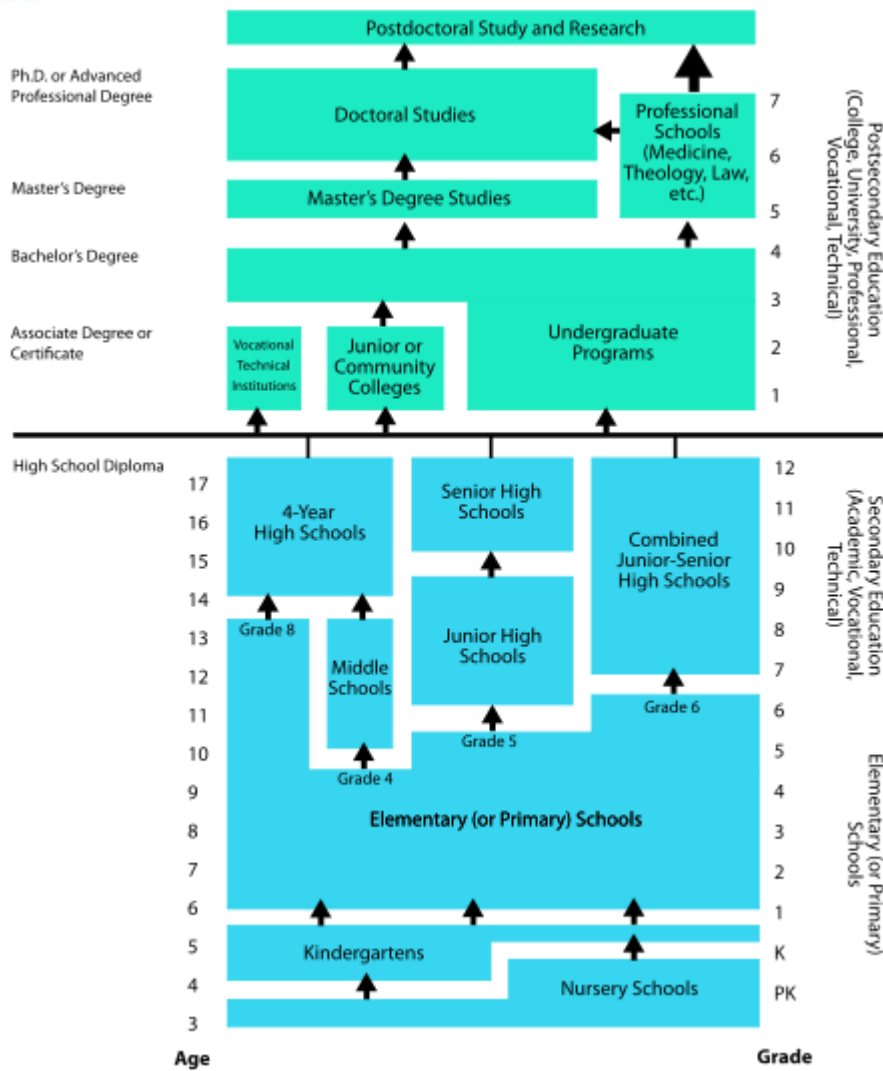 Postdoctoral Study and Research
Ph.D. or Advanced
Professional Degree
Doctoral Studies
Professional
Schools
(Medicine,
Theology, Law,
etc.)
7
6
5
Master's Degree
Master's Degree Studies
Bachelor's Degree
4
3
Associate Degree or
Certificate
Vocational
Technical
Institutions
Junior or
Community
Colleges
Undergraduate
Programs
2
1
Postsecondary Education
(College, University, Professional,
Vocational, Technical)
High School Diploma
17
16
15
14
13
12
11
10
9
8
7
6
5
4
3
Age
4-Year
High Schools
Senior High
Schools
Combined
Junior-Senior
High Schools
Grade 8
Middle
Schools
Junior High
Schools
Grade 4
Grade 5
Grade 6
Elementary (or Primary) Schools
Kindergartens
Nursery Schools
12
11
10
9
8
7
6
5
4
3
2
1
K
PK
Grade
Secondary Education
(Academic, Vocational,
Technical)
Elementary (or Primary)
Schools